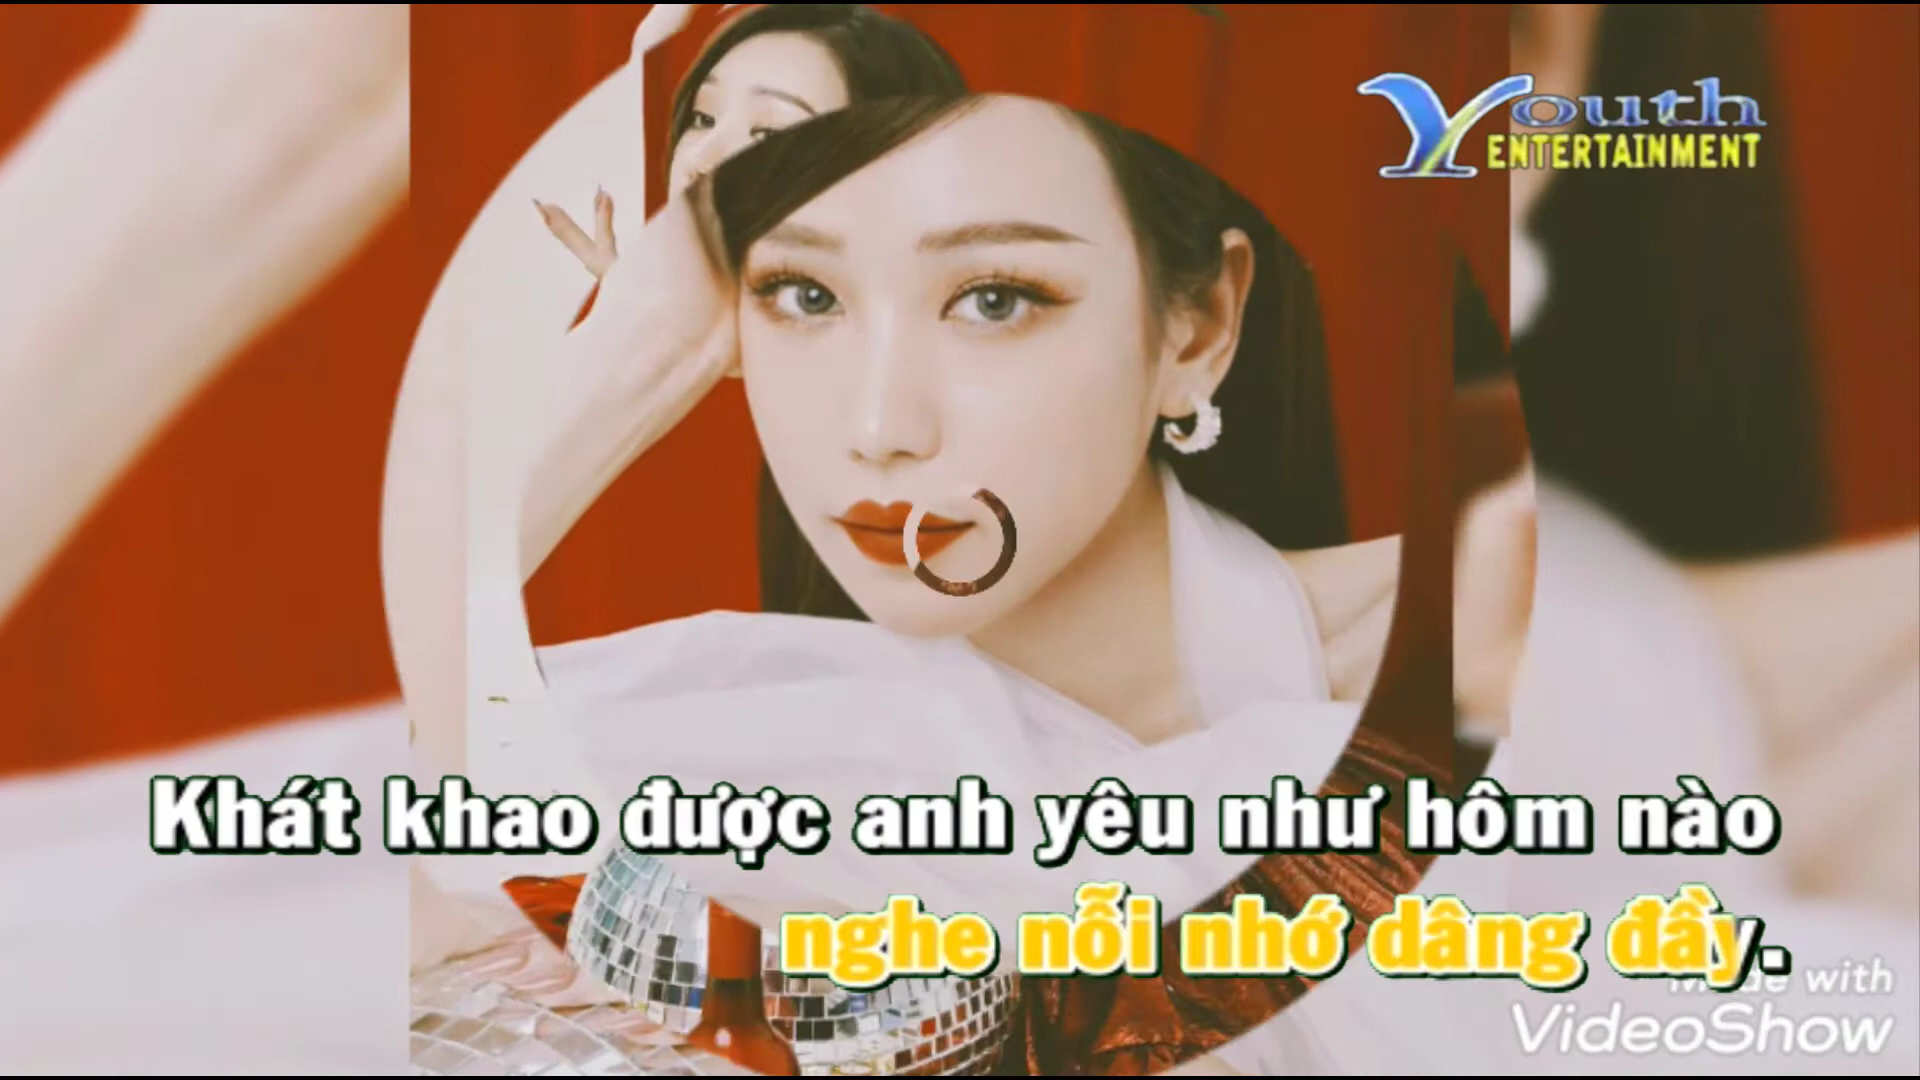 Youth
ENTERTAINMENT
Khát khao được anh yêu như hôm nào
nghe nỗi nhớ dâng đầy.
Made with
VideoShow